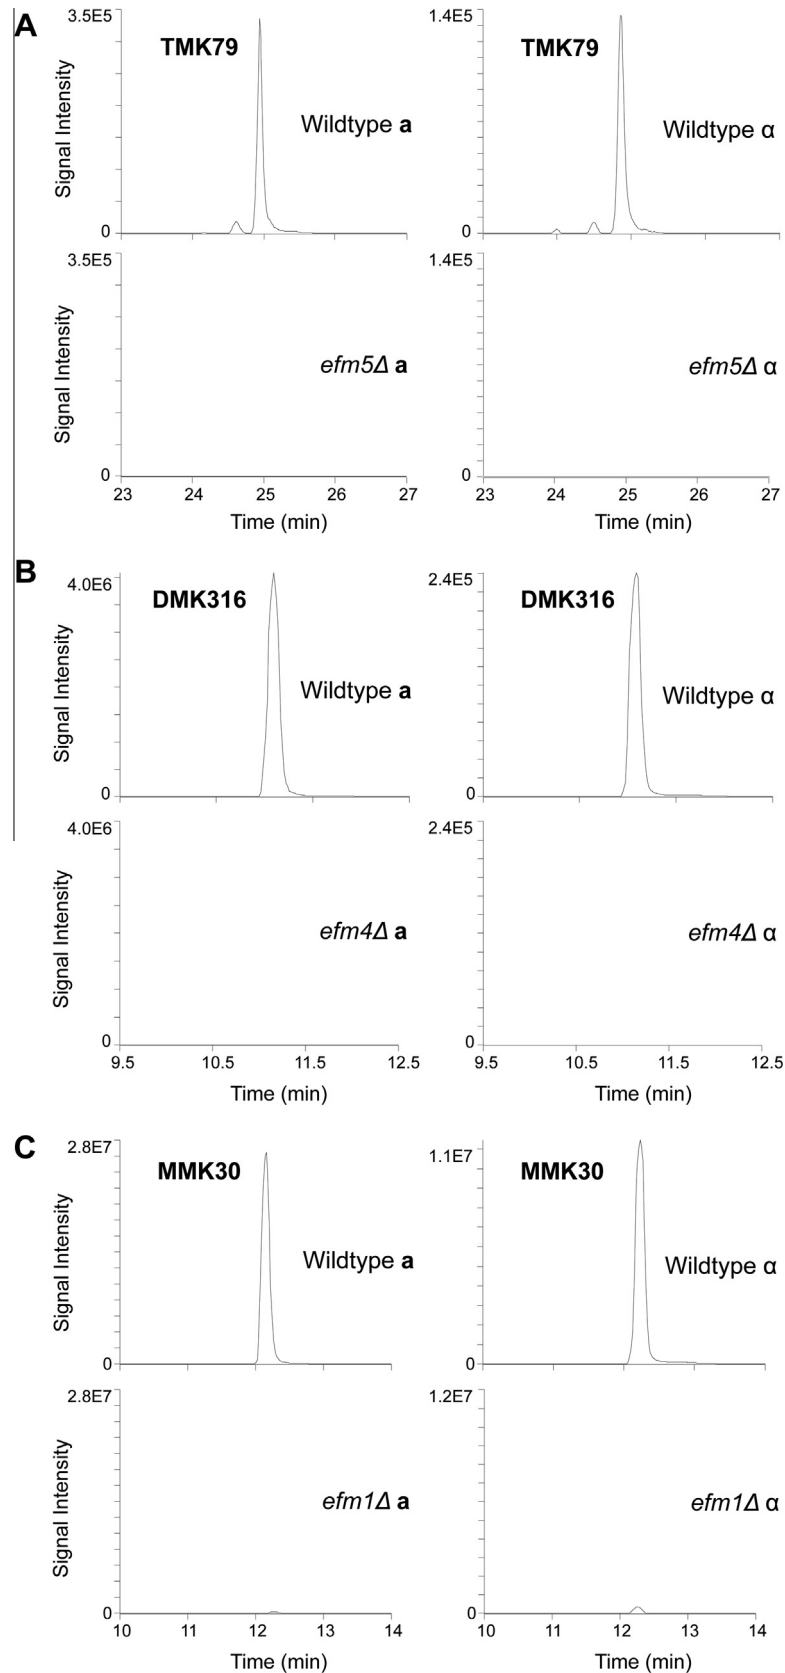 A
3.5E5
TMK79
Wildtype a
Signal Intensity
0
1.4E5
TMK79
Wildtype α
0
3.5E5
efm5Δ a
Signal Intensity
0
23 24 25 26 27
Time (min)
1.4E5
efm5Δ α
0
23 24 25 26 27
Time (min)
B
4.0E6
DMK316
Wildtype a
Signal Intensity
0
2.4E5
DMK316
Wildtype α
0
4.0E6
efm4Δ a
Signal Intensity
0
9.5 10.5 11.5 12.5
Time (min)
2.4E5
efm4Δ α
0
9.5 10.5 11.5 12.5
Time (min)
C
2.8E7
MMK30
Wildtype a
Signal Intensity
0
1.1E7
MMK30
Wildtype α
0
2.8E7
efm1Δ a
Signal Intensity
0
10 11 12 13 14
Time (min)
1.2E7
efm1Δ α
0
10 11 12 13 14
Time (min)